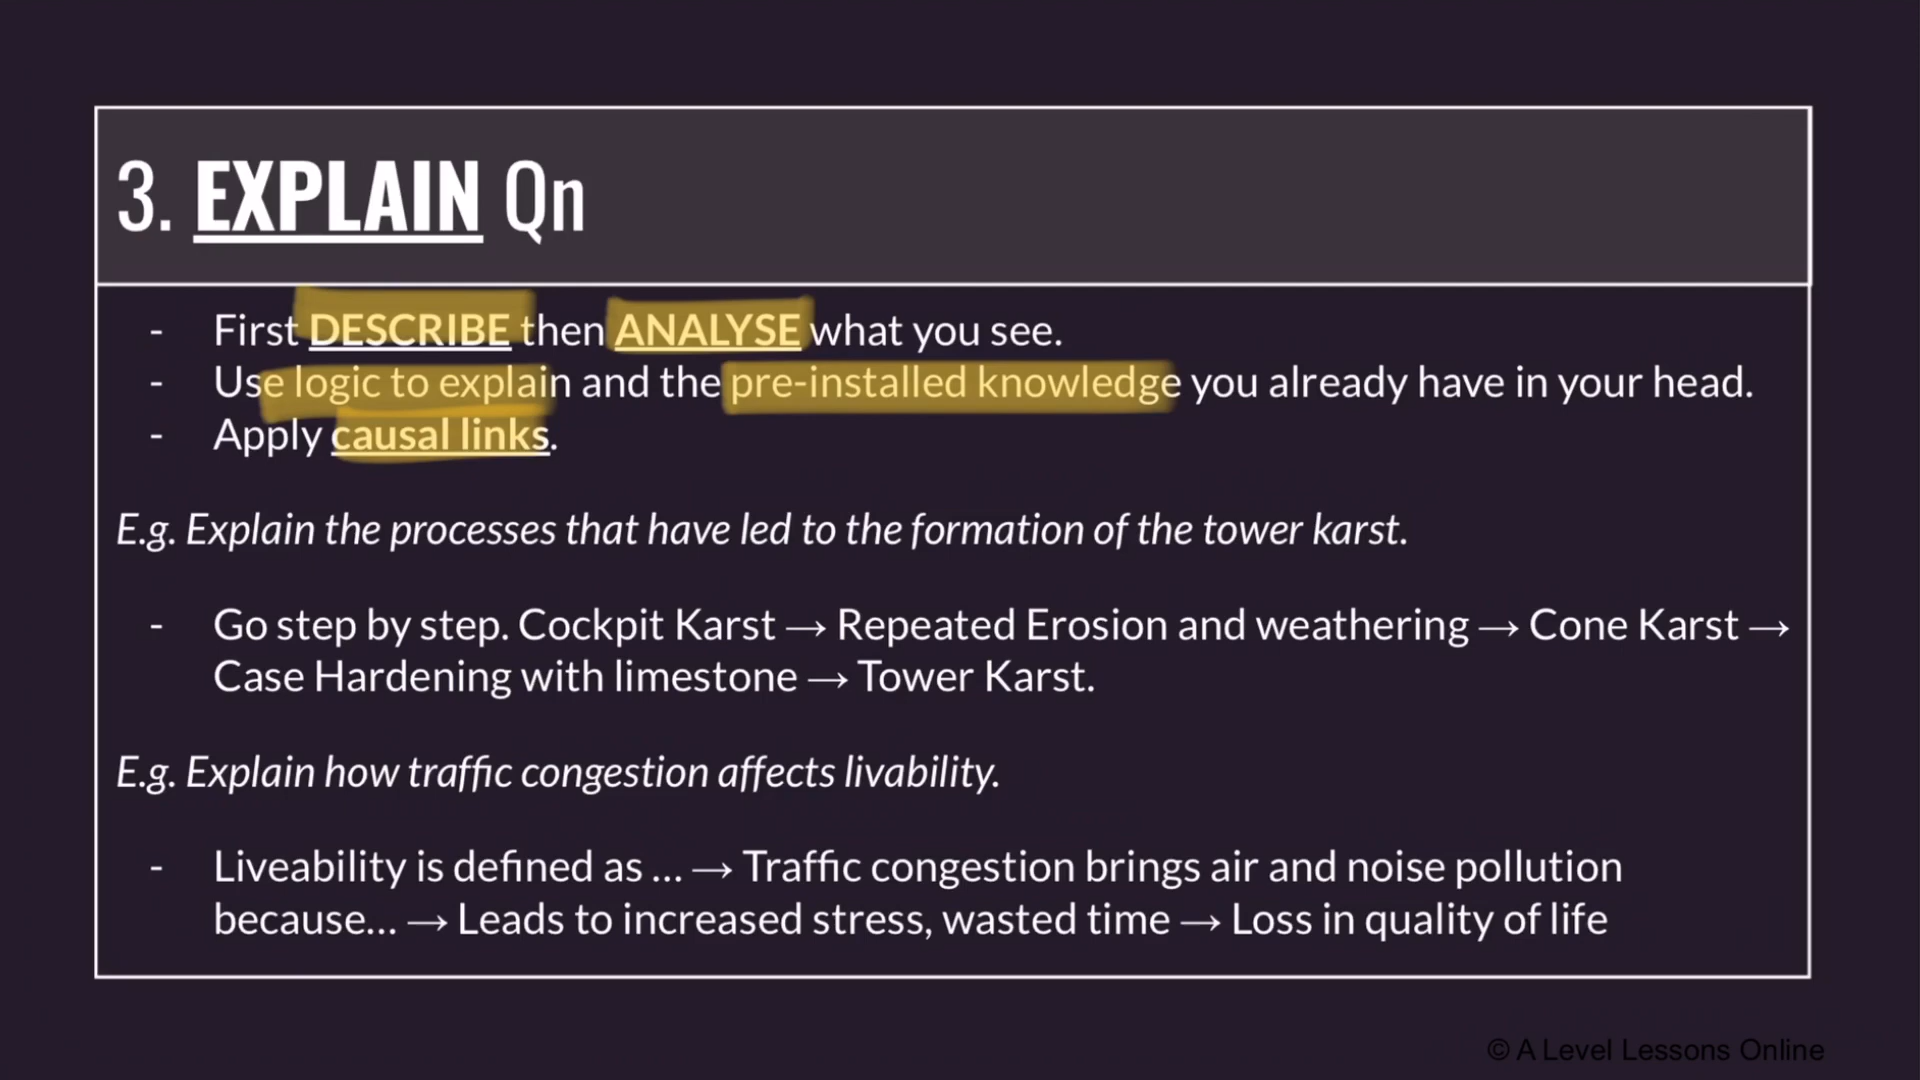 3. EXPLAIN Qn
- First DESCRIBE then ANALYSE what you see.
- Use logic to explain and the pre-installed knowledge you already have in your head.
- Apply causal links.
E.g. Explain the processes that have led to the formation of the tower karst.
- Go step by step. Cockpit Karst → Repeated Erosion and weathering → Cone Karst →
Case Hardening with limestone → Tower Karst.
E.g. Explain how traffic congestion affects livability.
- Liveability is defined as ... → Traffic congestion brings air and noise pollution
because... → Leads to increased stress, wasted time → Loss in quality of life
© A Level Lessons Online